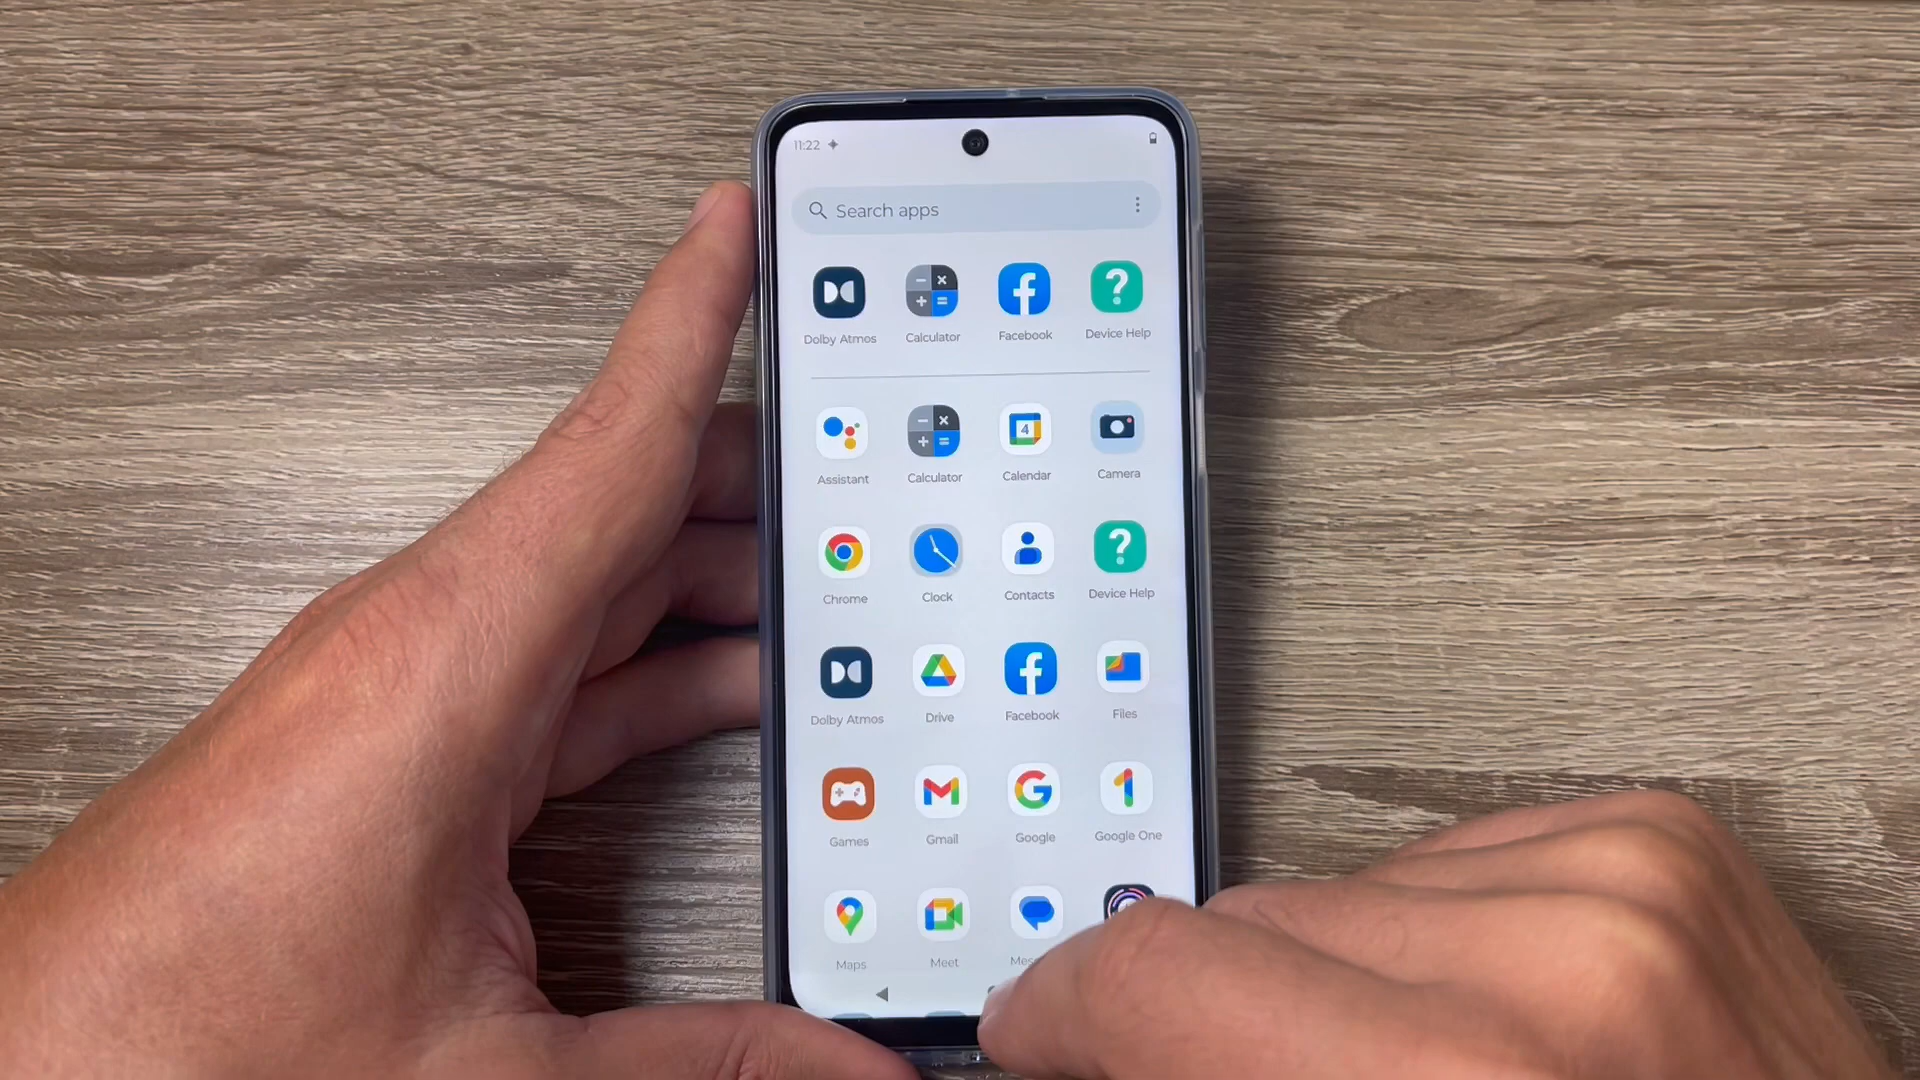 11:22
Search apps
Dolby Atmos Calculator Facebook Device Help
Assistant Calculator Calendar Camera
4
Chrome Clock Contacts Device Help
Dolby Atmos Drive Facebook Files
Games Gmail Google Google One
Maps Meet